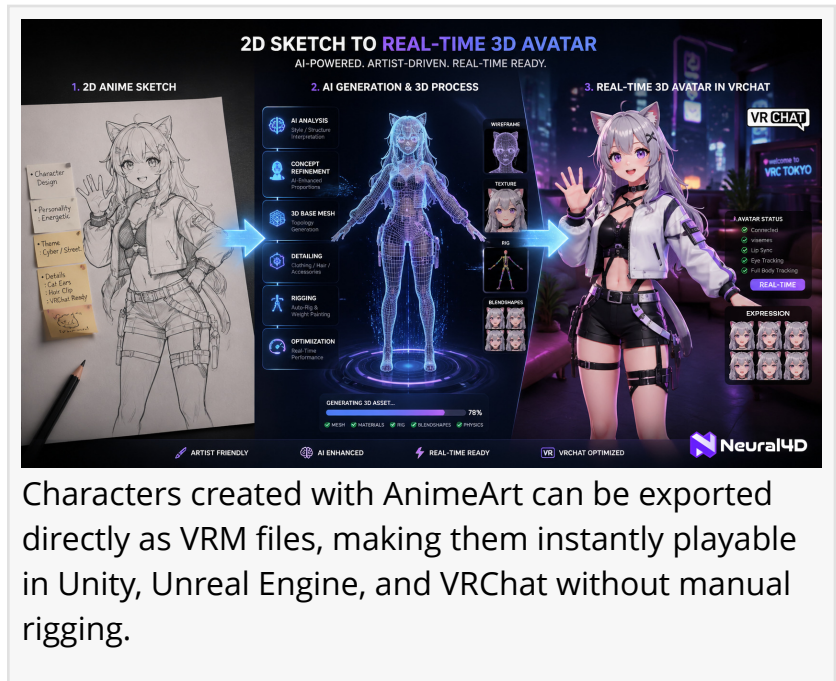 2D SKETCH TO REAL-TIME 3D AVATAR
AI-POWERED. ARTIST-DRIVEN. REAL-TIME READY.
1. 2D ANIME SKETCH
• Character
Design
• Personality
: Energetic
• Theme
Cyber / Street
• Details
: Cat Ears
: Hair Clip
: VRChat Ready
2. AI GENERATION & 3D PROCESS
AI ANALYSIS
Style / Structure
Interpretation
CONCEPT
REFINEMENT
AI-Enhanced
Proportions
3D BASE MESH
Topology
Generation
DETAILING
Clothing / Hair /
Accessories
RIGGING
Auto-Rig &
Weight Painting
OPTIMIIZATION
Real-Time
Performance
WIREFRAME
TEXTURE
RIG
BLENDSHAPES
GENERATING 3D ASSET...
78%
MESH
MATERIALS
RIG
BLENDSHAPES
PHYSICS
3. REAL-TIME 3D AVATAR IN VRCHAT
VR CHAT
welcome to
VRC TOKYO
AVATAR STATUS
Connected
Visemes
Lip Sync
Eye Tracking
Full Body Tracking
REAL-TIME
EXPRESSION
ARTIST FRIENDLY
AI ENHANCED
REAL-TIME READY
VR VRCHAT OPTIMIZED
Neural4D
Characters created with AnimeArt can be exported
directly as VRM files, making them instantly playable
in Unity, Unreal Engine, and VRChat without manual
rigging.